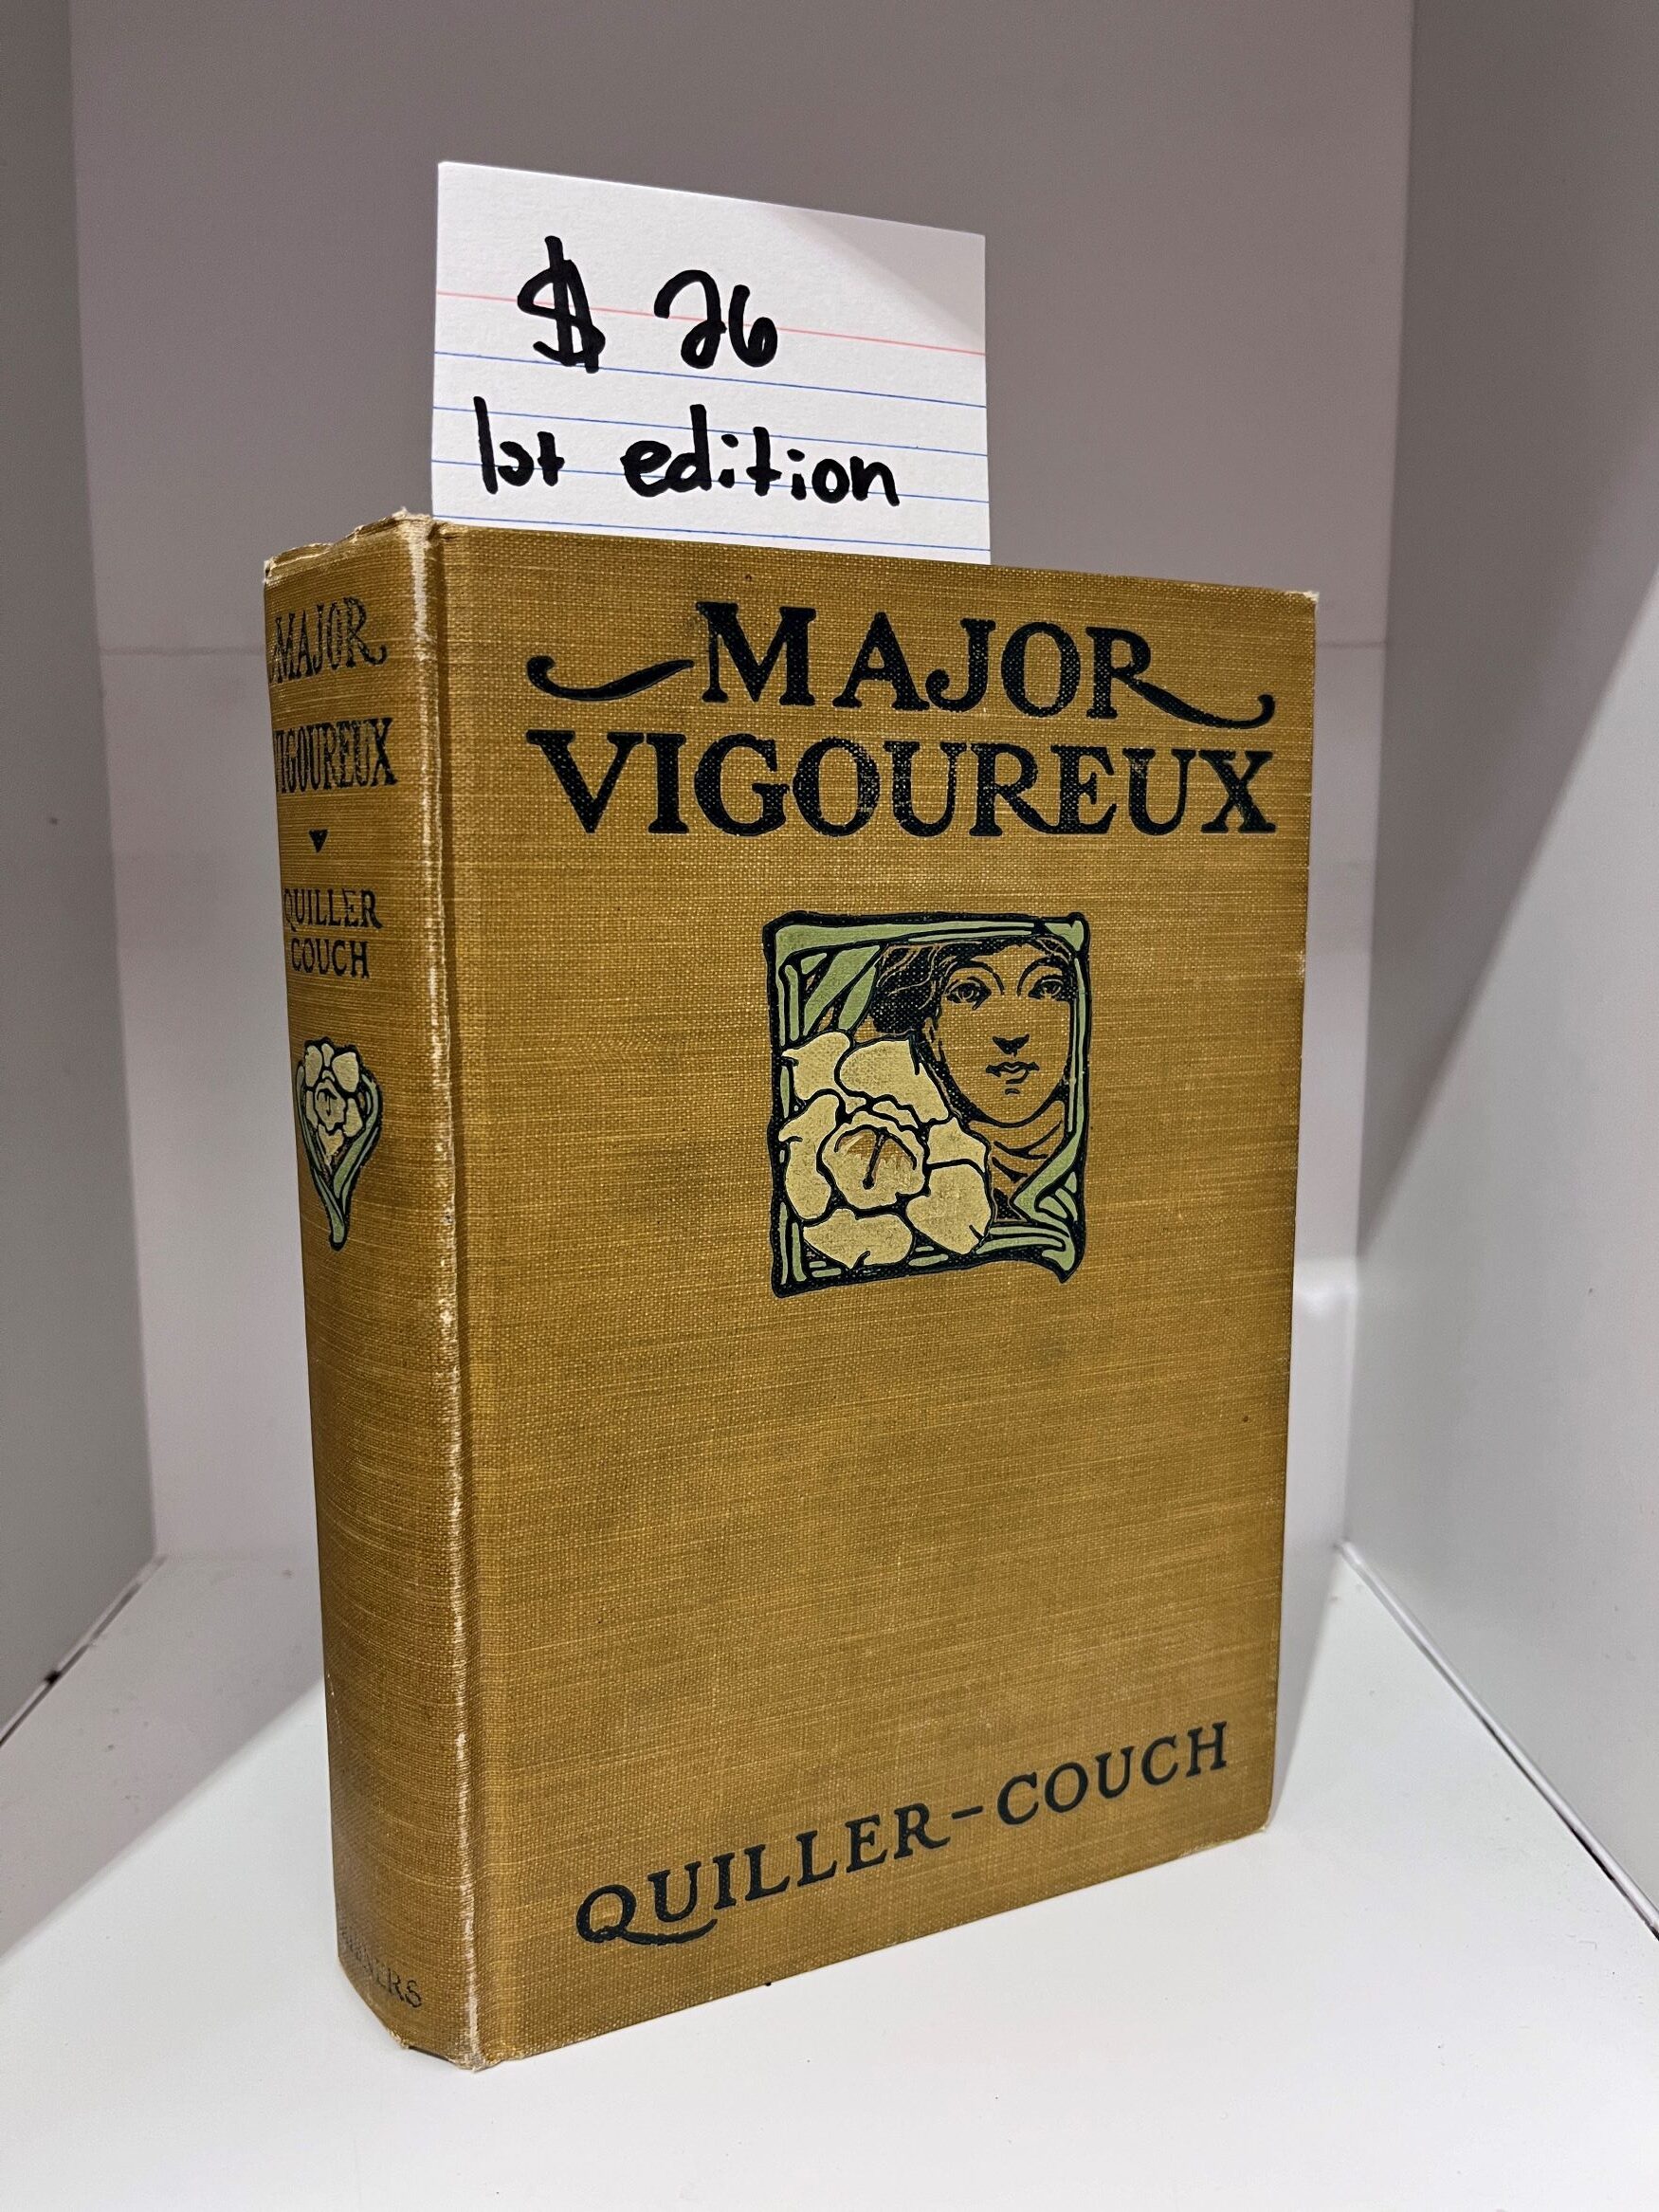 $ 26
1st edition
MAJOR
VIGOUREUX
QUILLER
COUCH
MAJOR
VIGOUREUX
QUILLER-COUCH